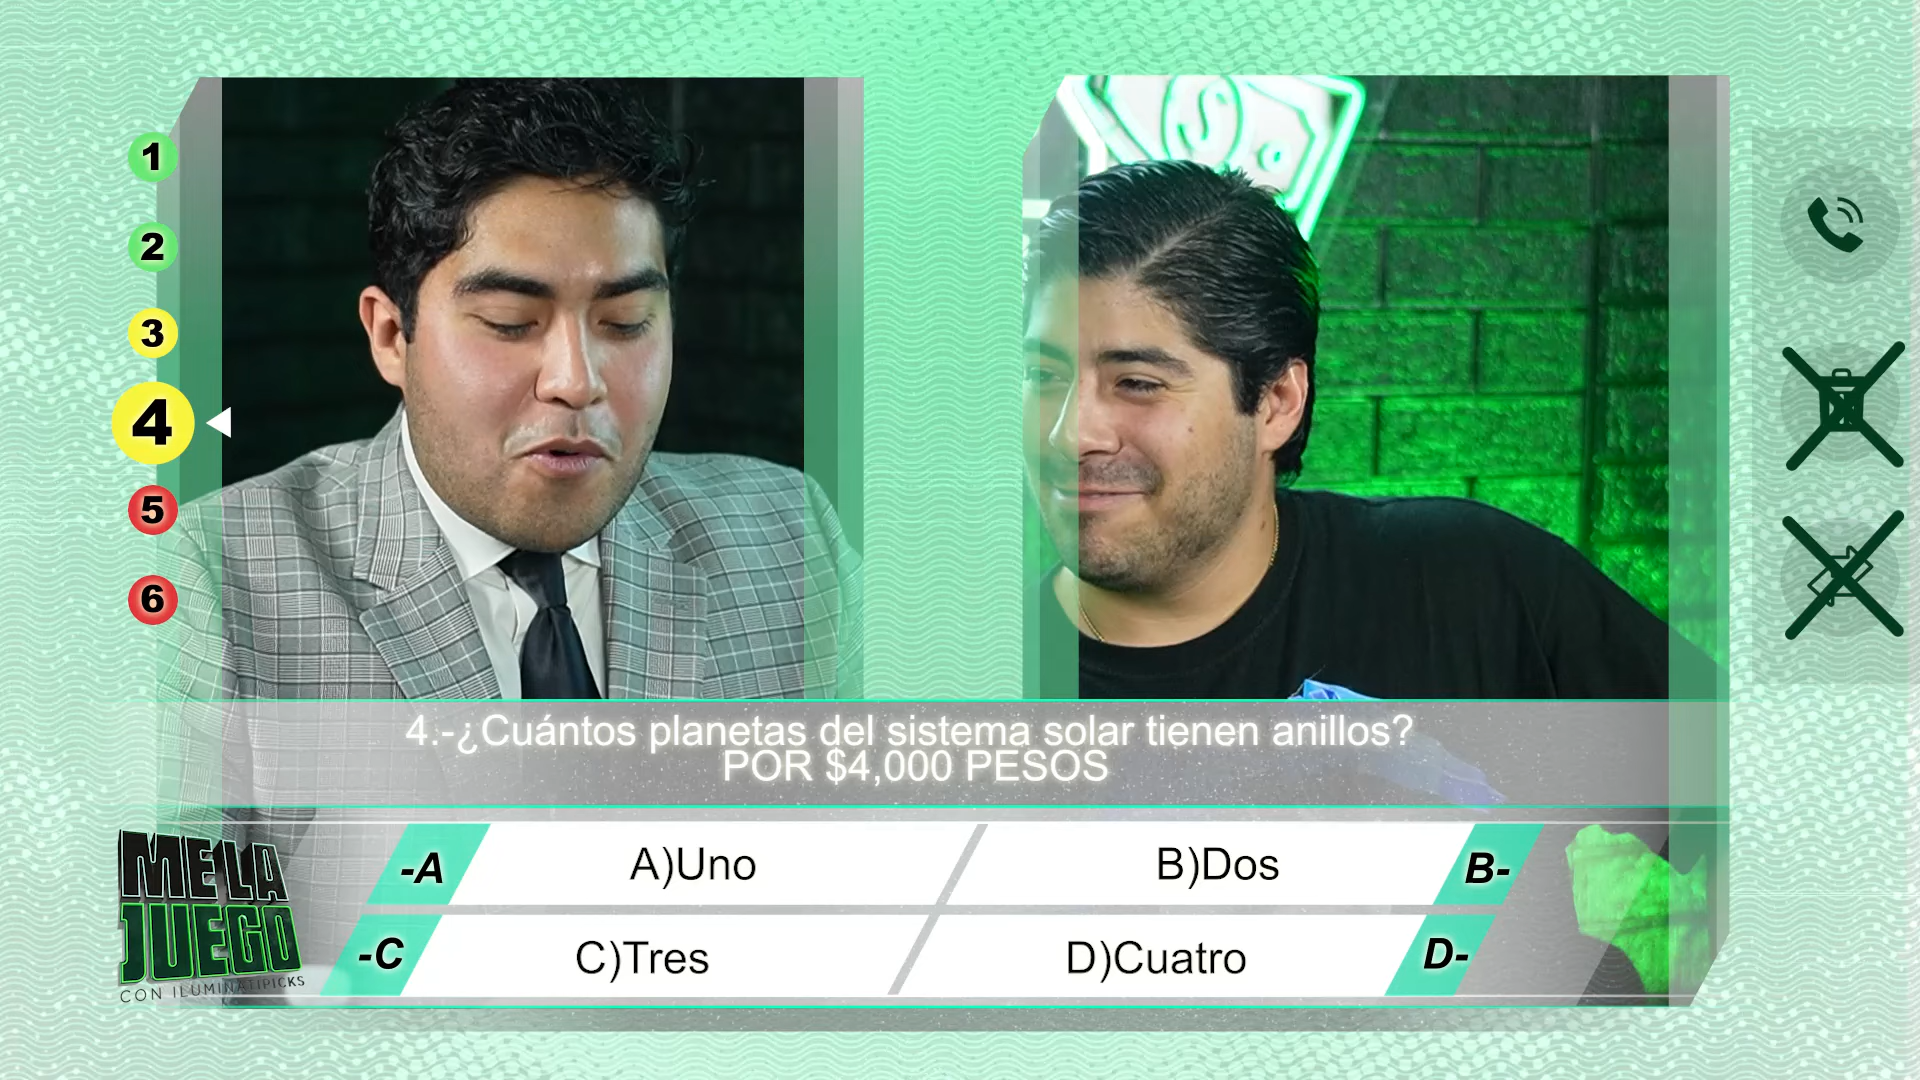 1
2
3
4
5
6
4.-¿Cuántos planetas del sistema solar tienen anillos?
POR $4,000 PESOS
-A
A)Uno
B)Dos
B-
-C
C)Tres
D)Cuatro
D-
ME LA
JUEGO
CON ILUMINATIPICKS
$